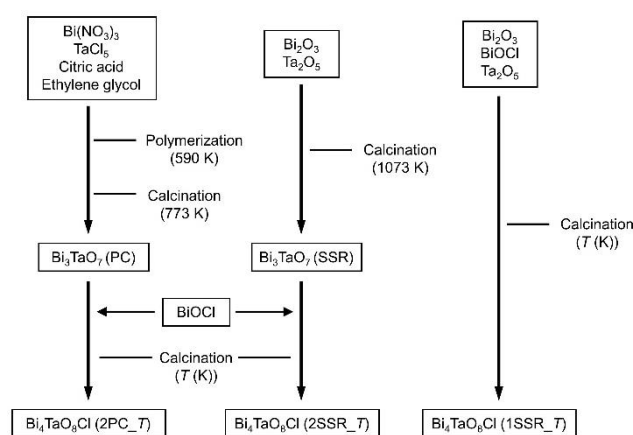 Bi(NO₃)₃
TaCl₅
Citric acid
Ethylene glycol
Bi₂O₃
Ta₂O₅
Bi₂O₃
BiOCl
Ta₂O₅
Polymerization
(590 K)
Calcination
(1073 K)
Calcination
(773 K)
Calcination
(T (K))
Bi₃TaO₇ (PC)
Bi₃TaO₇ (SSR)
BiOCl
Calcination
(T (K))
Bi₄TaO₈Cl (2PC_T)
Bi₄TaO₈Cl (2SSR_T)
Bi₄TaO₈Cl (1SSR_T)